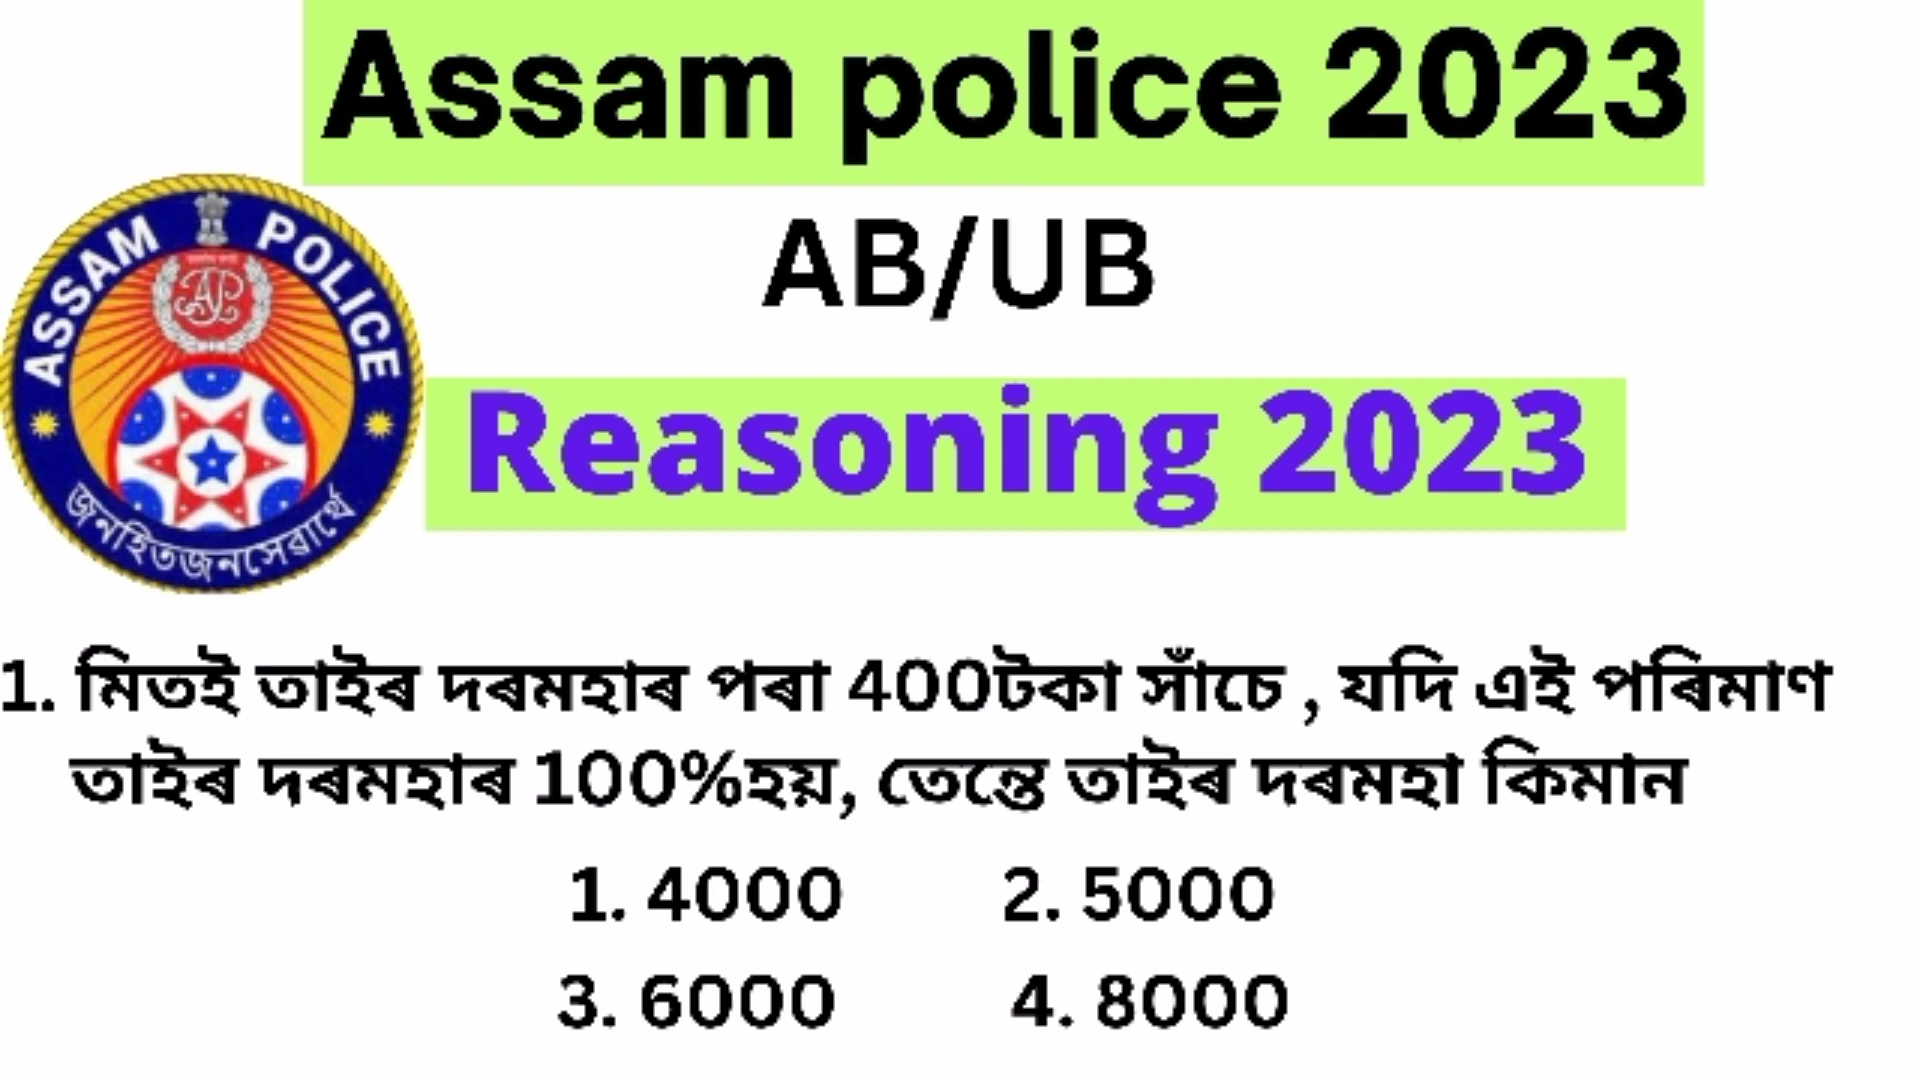 Assam police 2023
AB/UB
ASSAM POLICE
Reasoning 2023
জনহিতজনসেৱাৰ্থে
1. মিতই তাইৰ দৰমহাৰ পৰা 400টকা সাঁচে , যদি এই পৰিমাণ
তাইৰ দৰমহাৰ 100%হয়, তেন্তে তাইৰ দৰমহা কিমান
1. 4000 2. 5000
3. 6000 4. 8000